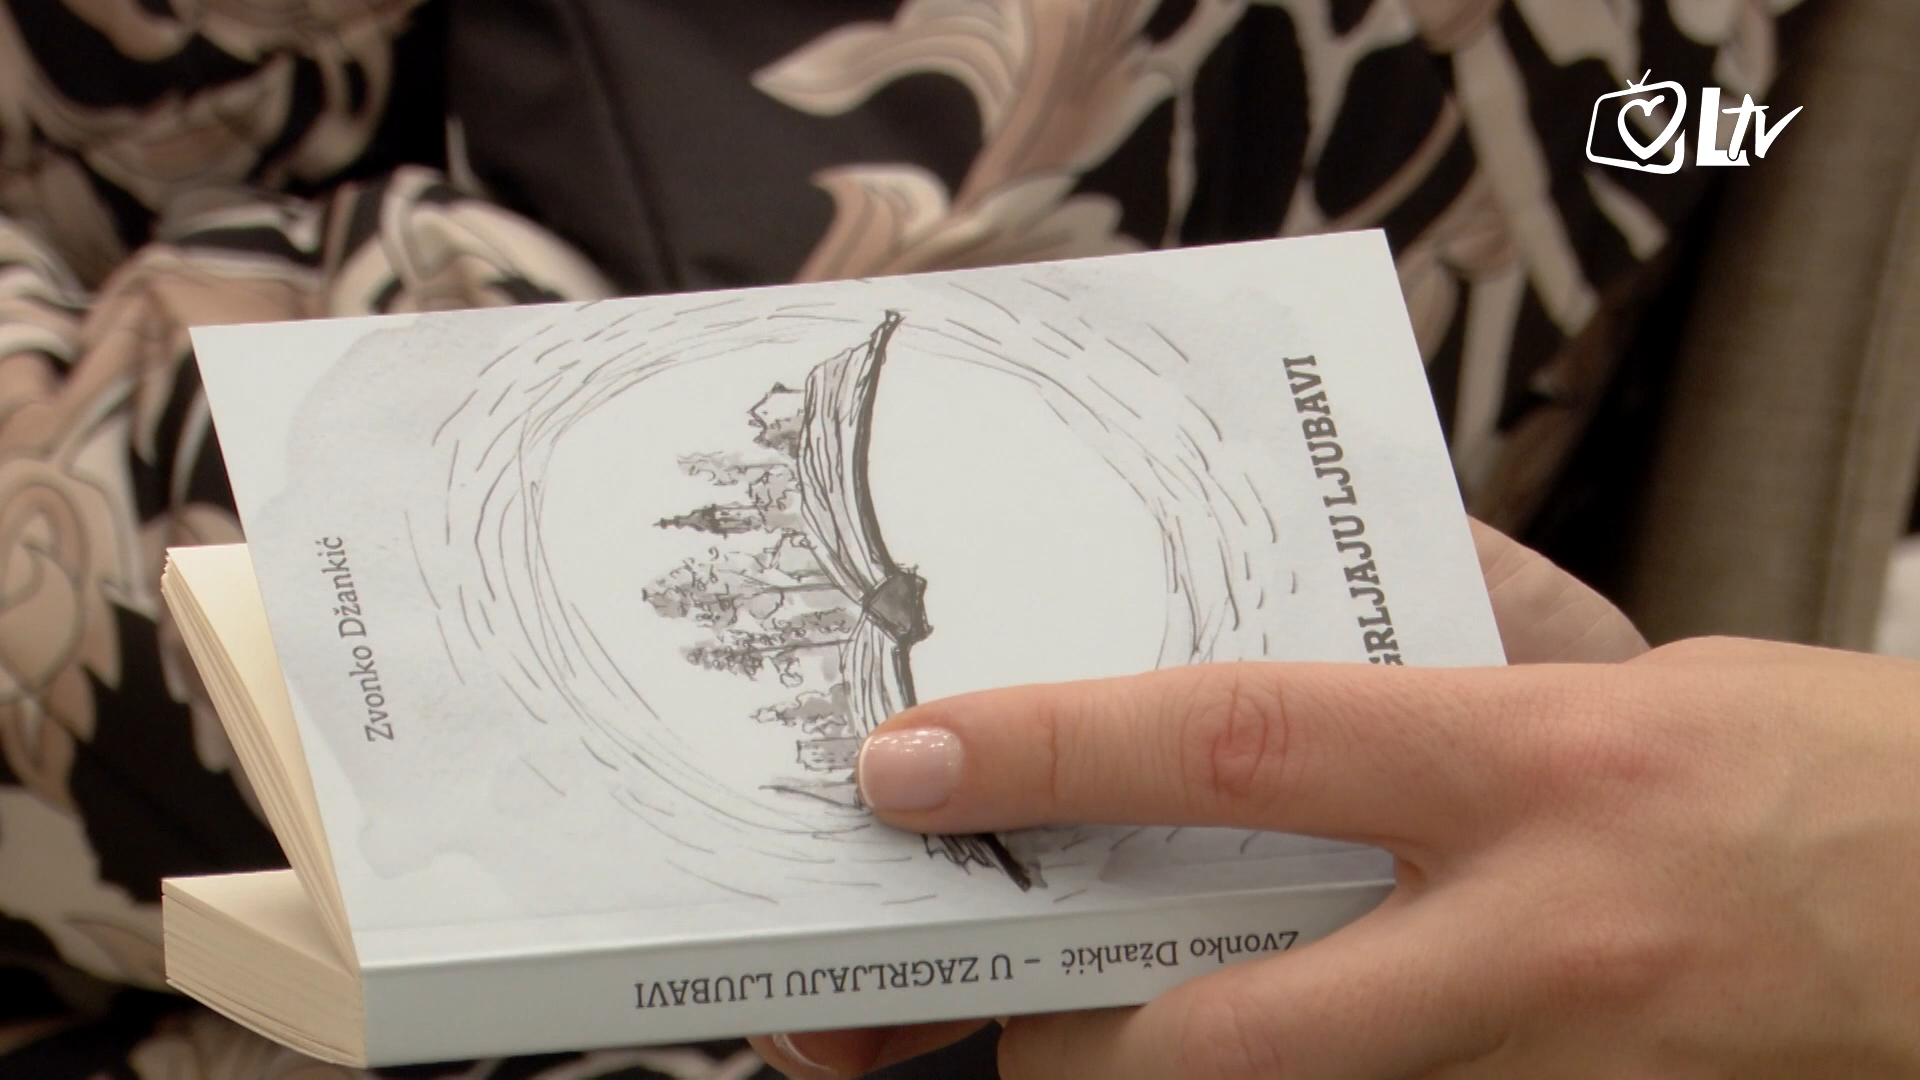 LTV
Zvonko Džankić
GRLJAJU LJUBAVI
Zvonko Džankić – U ZAGRLJAJU LJUBAVI